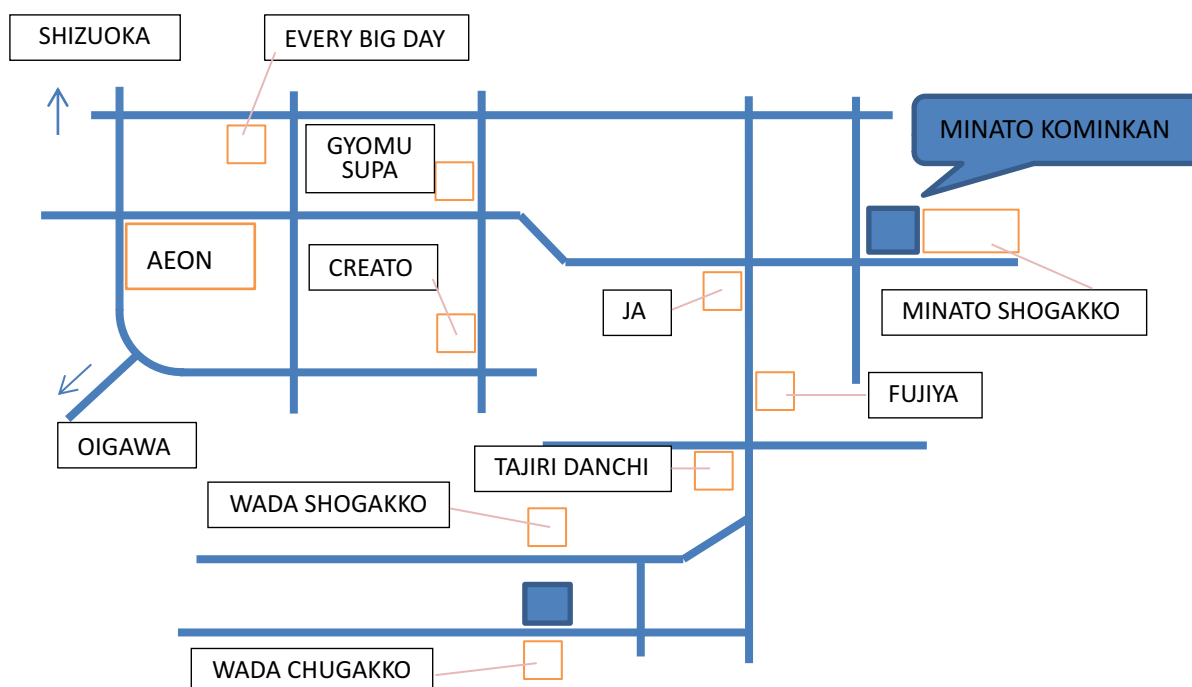 SHIZUOKA
EVERY BIG DAY
MINATO KOMINKAN
GYOMU
SUPA
AEON
CREATO
JA
MINATO SHOGAKKO
FUJIYA
OIGAWA
TAJIRI DANCHI
WADA SHOGAKKO
WADA CHUGAKKO